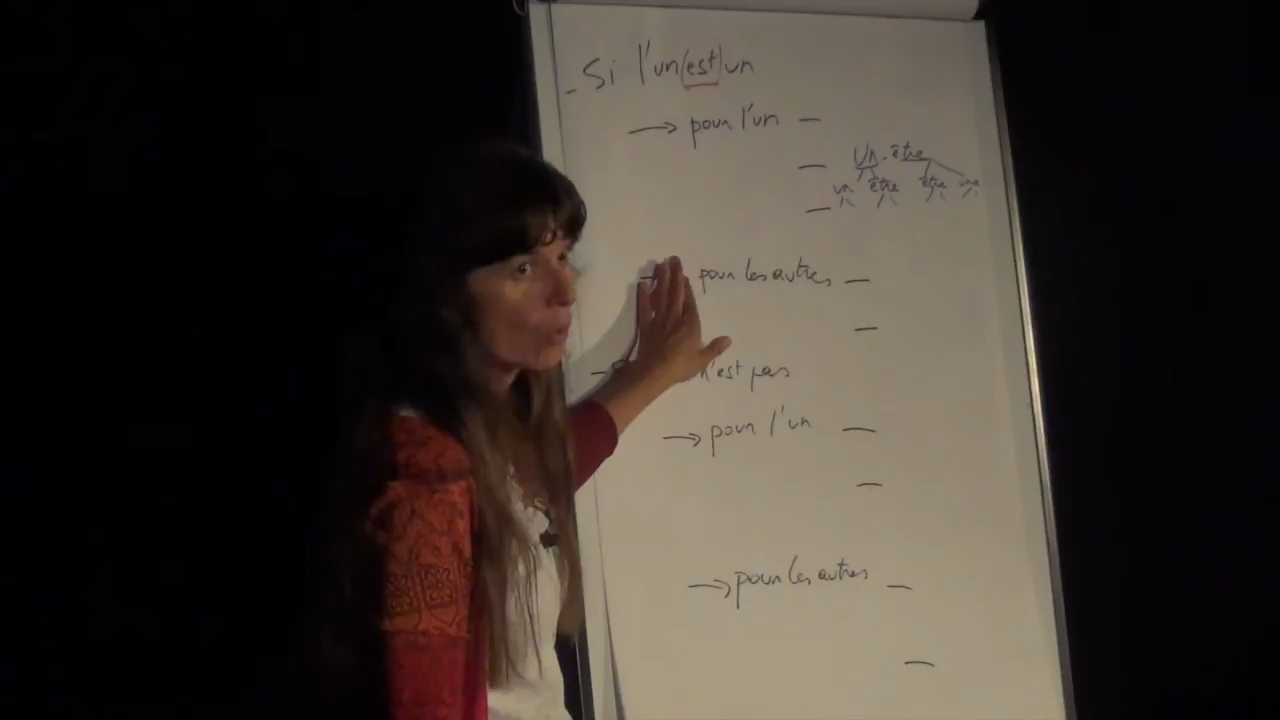 - Si l'un (est) un
→ pour l'un —
—
Un - être
un être être une
—
→ pour les autres —
—
— n'est pas
→ pour l'un —
—
→ pour les autres —
—